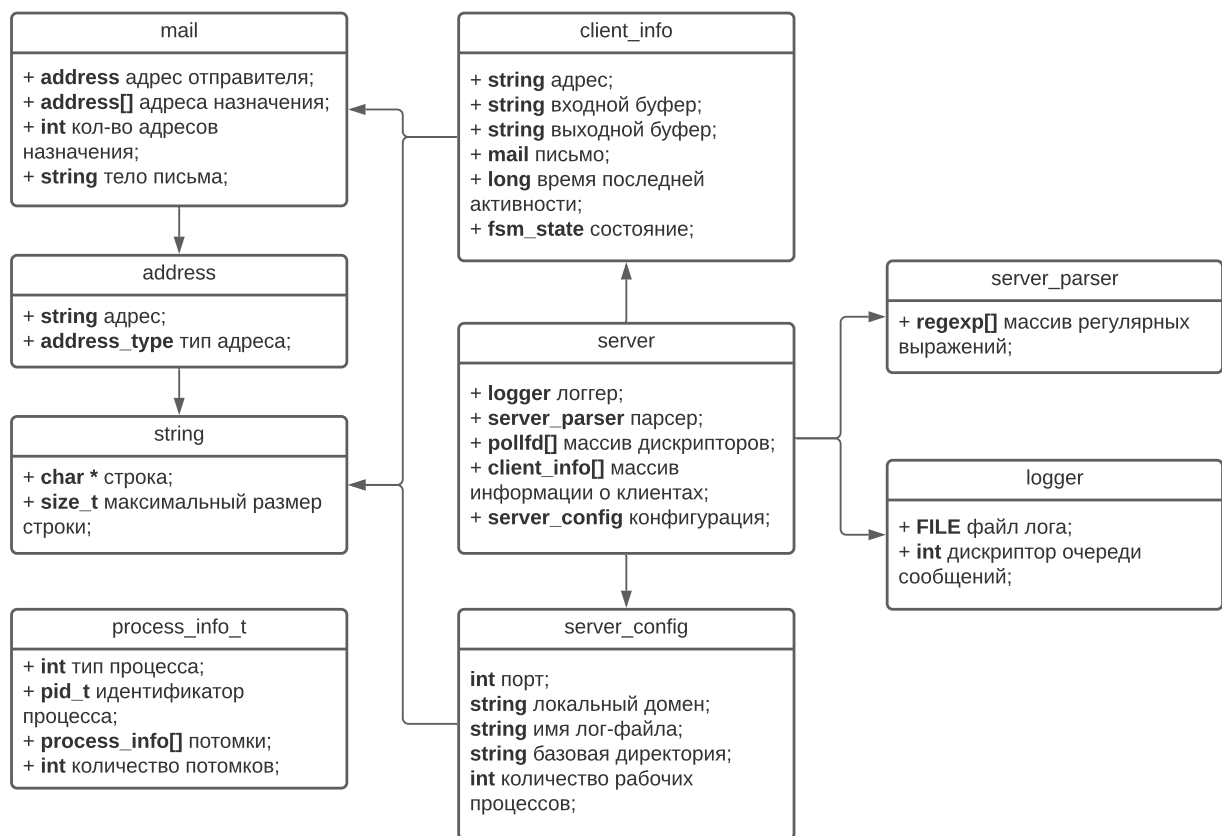 mail
+ address адрес отправителя;
+ address[] адреса назначения;
+ int кол-во адресов
назначения;
+ string тело письма;
address
+ string адрес;
+ address_type тип адреса;
string
+ char * строка;
+ size_t максимальный размер
строки;
process_info_t
+ int тип процесса;
+ pid_t идентификатор
процесса;
+ process_info[] потомки;
+ int количество потомков;
client_info
+ string адрес;
+ string входной буфер;
+ string выходной буфер;
+ mail письмо;
+ long время последней
активности;
+ fsm_state состояние;
server
+ logger логгер;
+ server_parser парсер;
+ pollfd[] массив дискрипторов;
+ client_info[] массив
информации о клиентах;
+ server_config конфигурация;
server_config
int порт;
string локальный домен;
string имя лог-файла;
string базовая директория;
int количество рабочих
процессов;
server_parser
+ regexp[] массив регулярных
выражений;
logger
+ FILE файл лога;
+ int дискриптор очереди
сообщений;